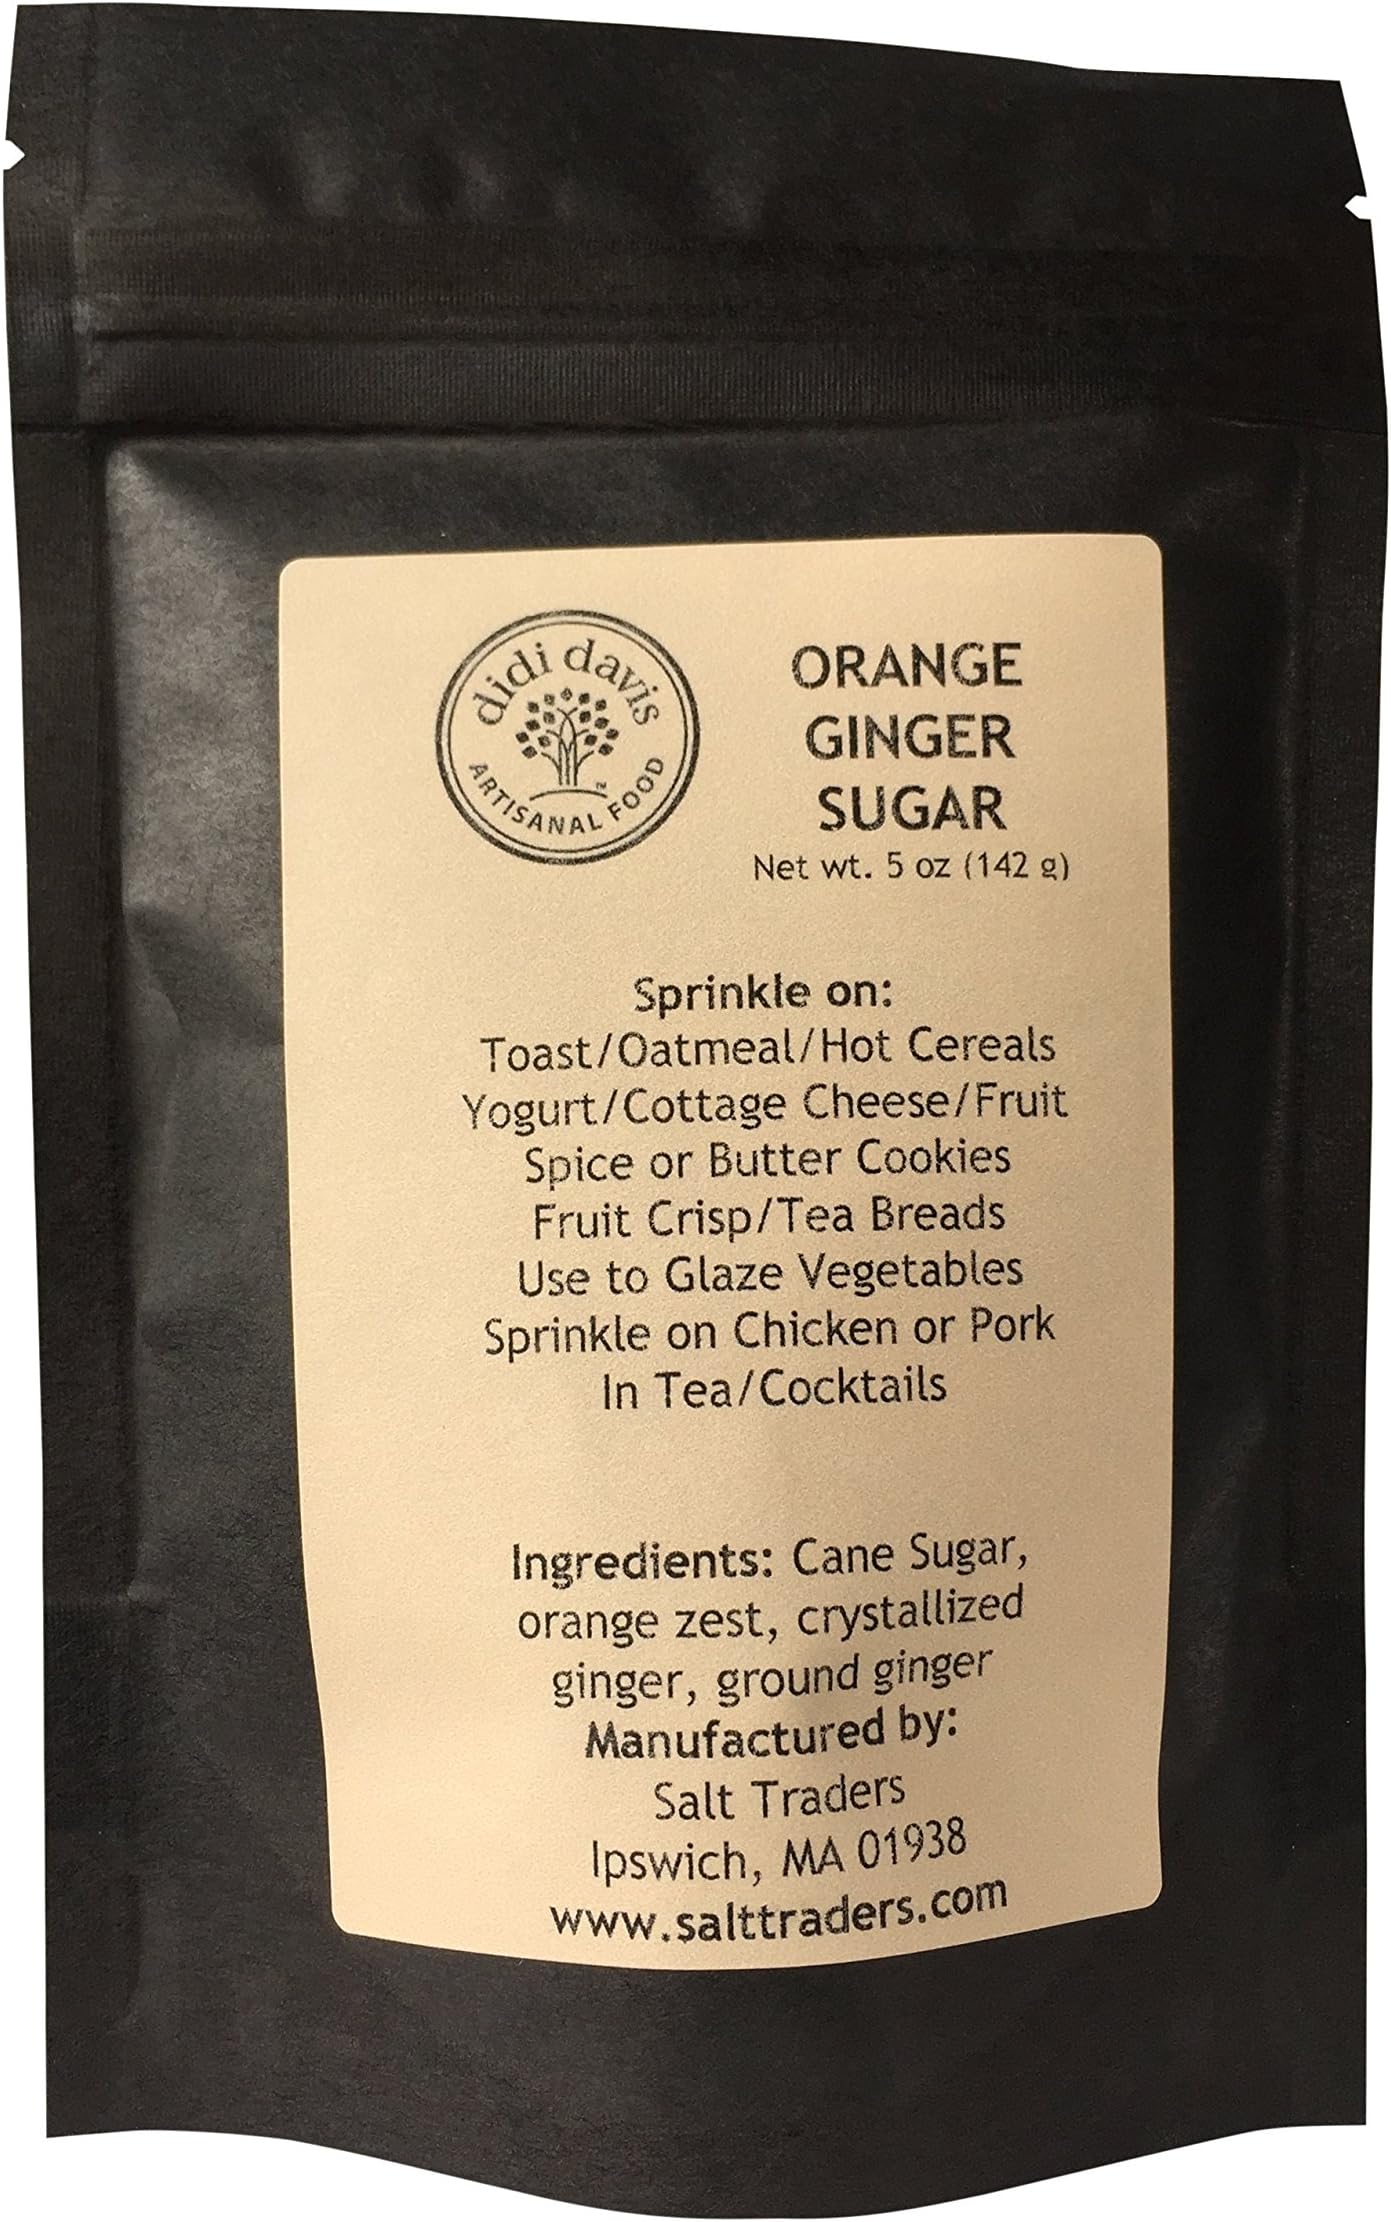 didi davis
ARTISANAL FOOD
™
ORANGE
GINGER
SUGAR
Net wt. 5 oz (142 g)
Sprinkle on:
Toast/Oatmeal/Hot Cereals
Yogurt/Cottage Cheese/Fruit
Spice or Butter Cookies
Fruit Crisp/Tea Breads
Use to Glaze Vegetables
Sprinkle on Chicken or Pork
In Tea/Cocktails
Ingredients: Cane Sugar,
orange zest, crystallized
ginger, ground ginger
Manufactured by:
Salt Traders
Ipswich, MA 01938
www.salttraders.com